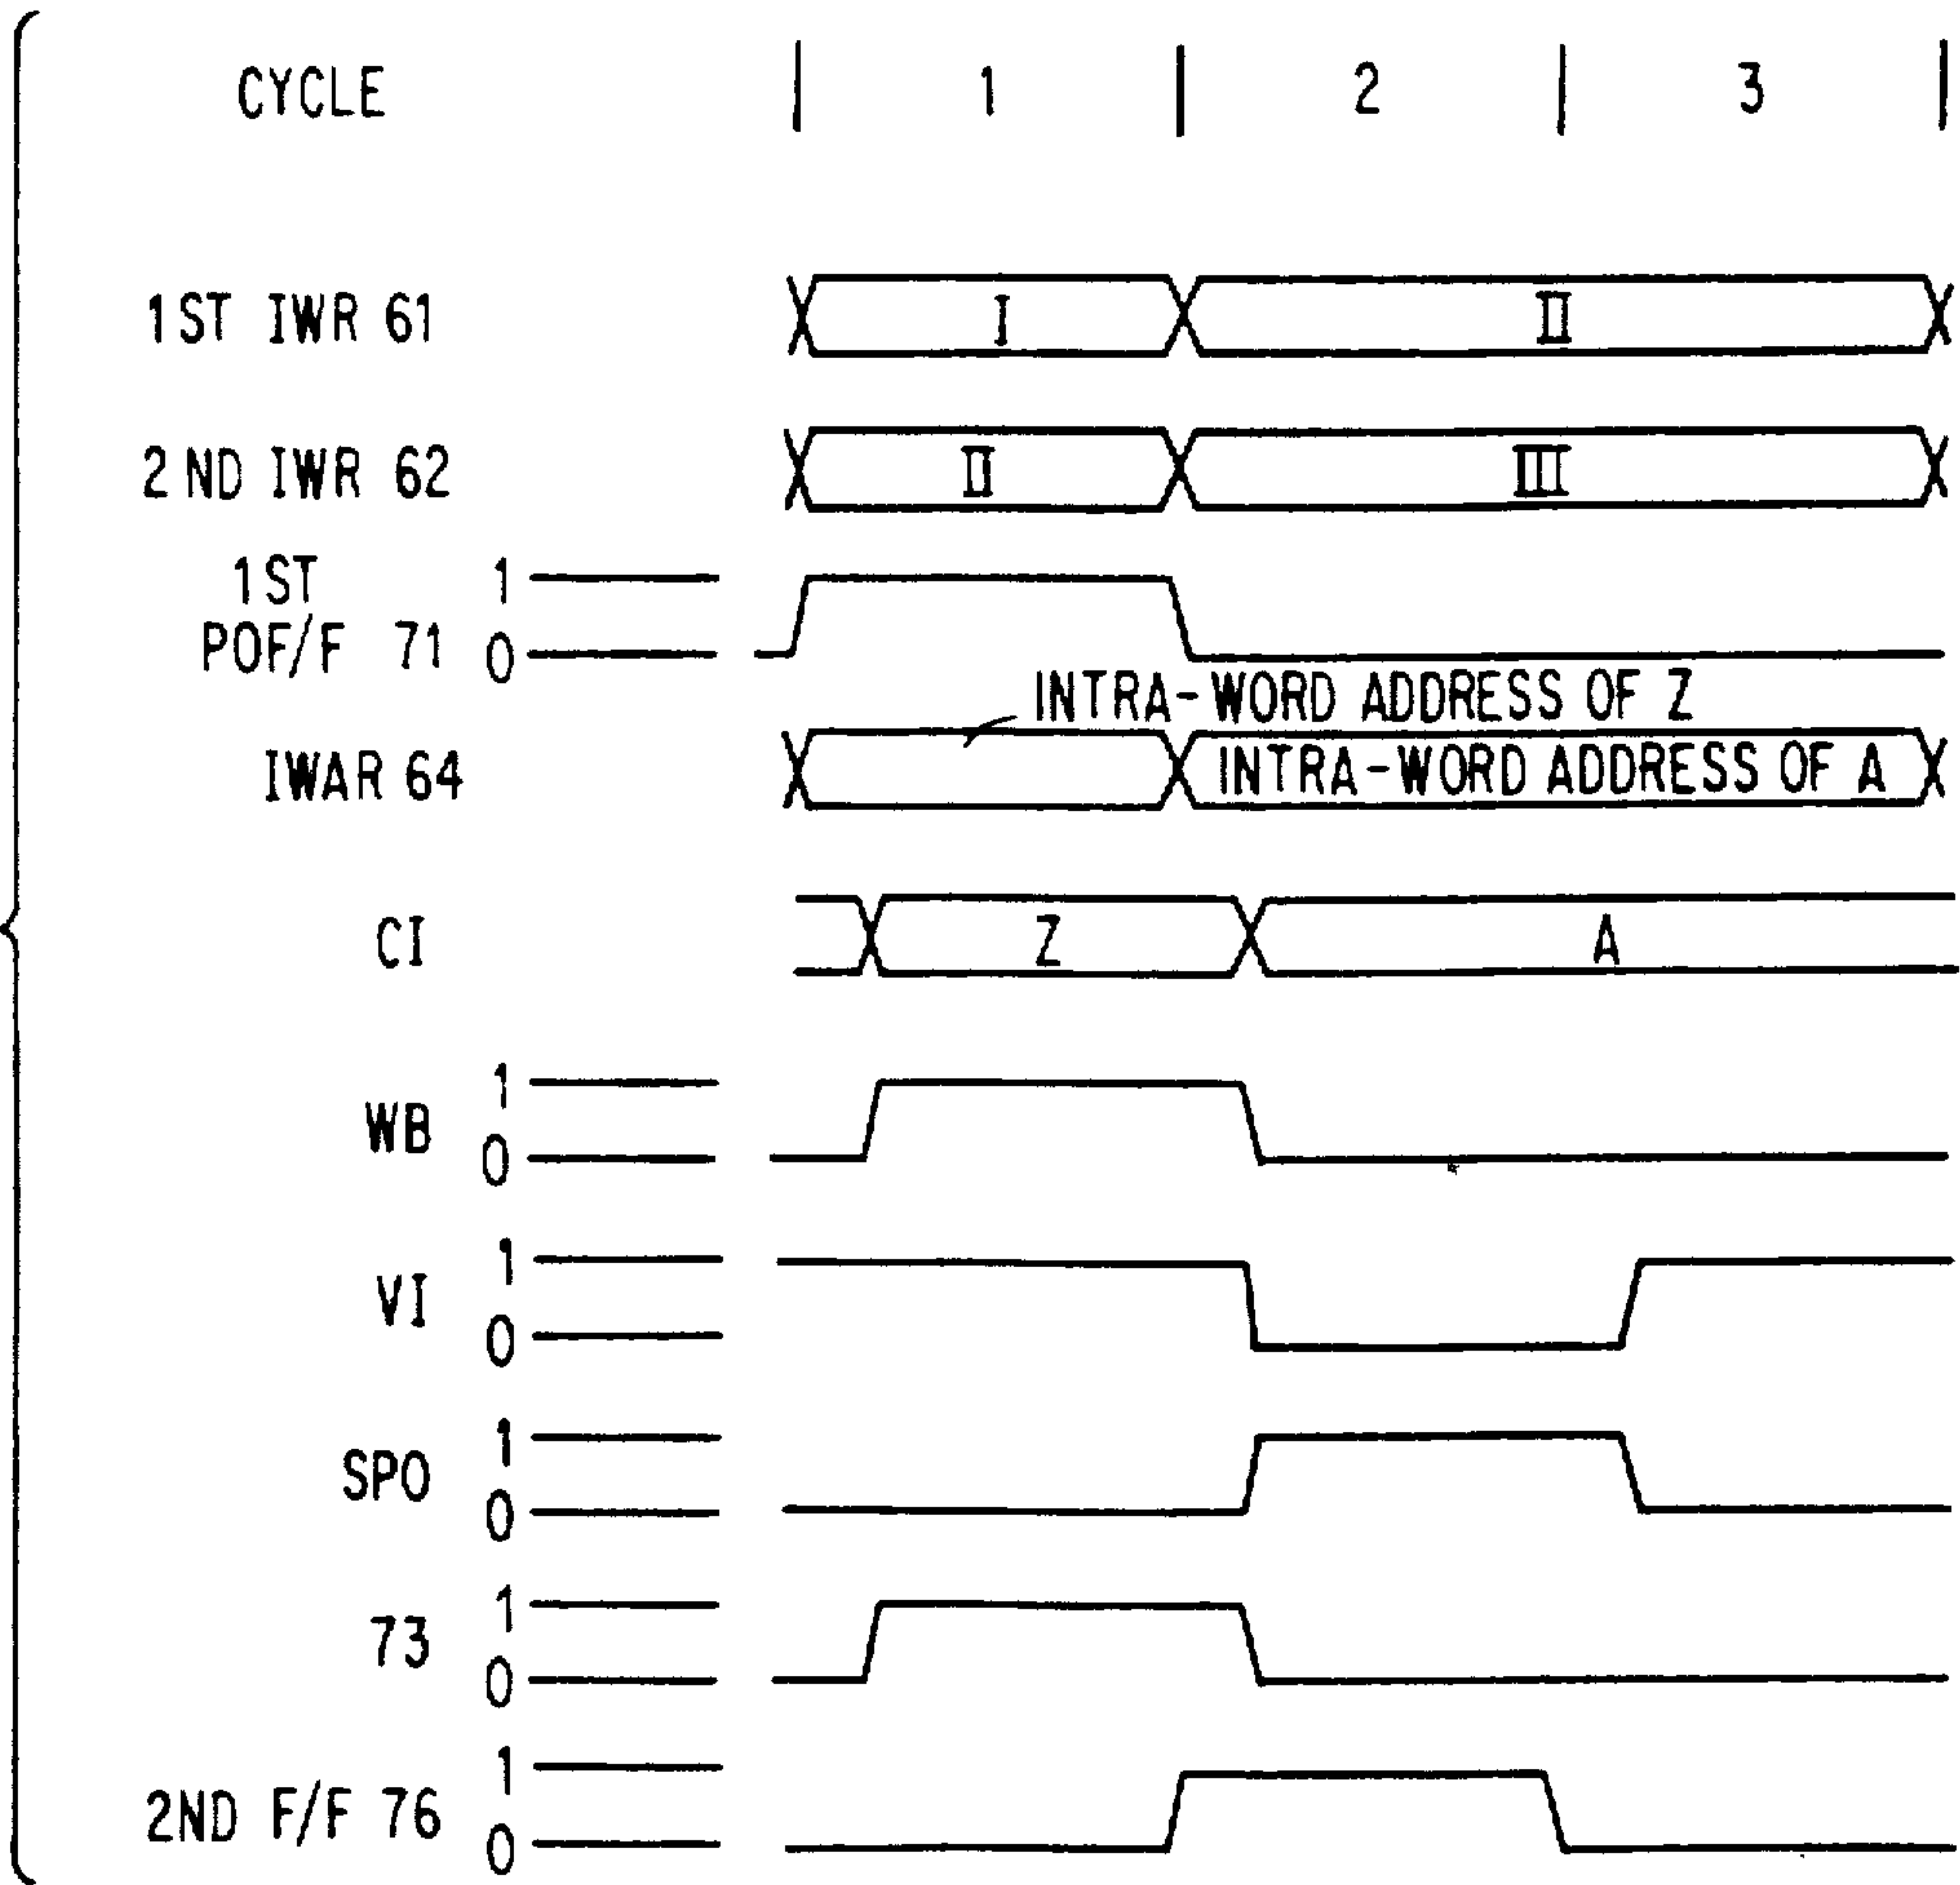 CYCLE 1 2 3
1ST IWR 61 I II
2ND IWR 62 II III
1ST 1
POF/F 71 0
INTRA-WORD ADDRESS OF Z
IWAR 64 INTRA-WORD ADDRESS OF A
CI Z A
1
WB
0
1
VI
0
1
SPO
0
1
73
0
1
2ND F/F 76
0